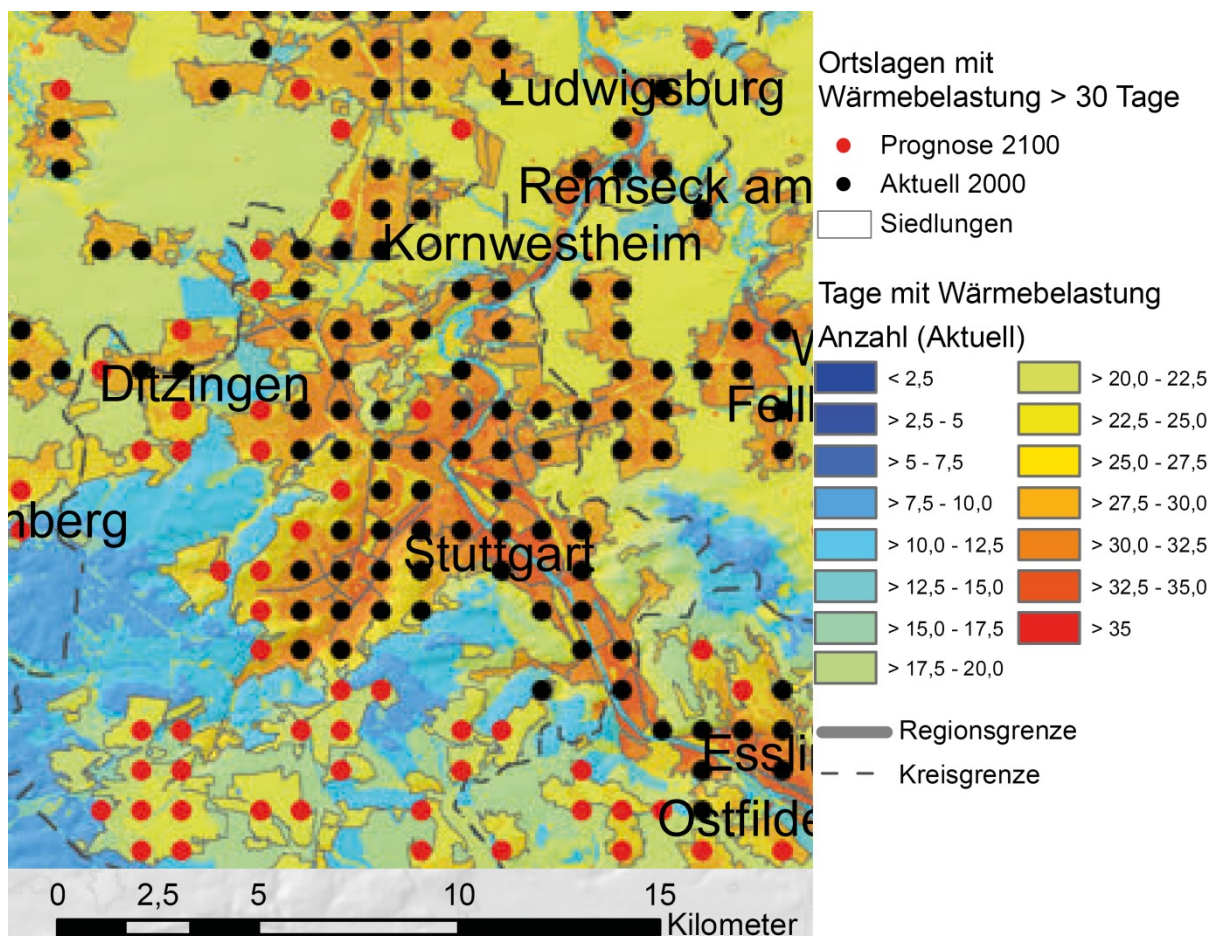 Ludwigsburg
Remseck am
Kornwestheim
W
Ditzingen
Fell
nberg
Stuttgart
Essli
Ostfilde
0 2,5 5 10 15
Kilometer
Ortslagen mit
Wärmebelastung > 30 Tage
Prognose 2100
Aktuell 2000
Siedlungen
Tage mit Wärmebelastung
Anzahl (Aktuell)
< 2,5
> 2,5 - 5
> 5 - 7,5
> 7,5 - 10,0
> 10,0 - 12,5
> 12,5 - 15,0
> 15,0 - 17,5
> 17,5 - 20,0
> 20,0 - 22,5
> 22,5 - 25,0
> 25,0 - 27,5
> 27,5 - 30,0
> 30,0 - 32,5
> 32,5 - 35,0
> 35
Regionsgrenze
Kreisgrenze